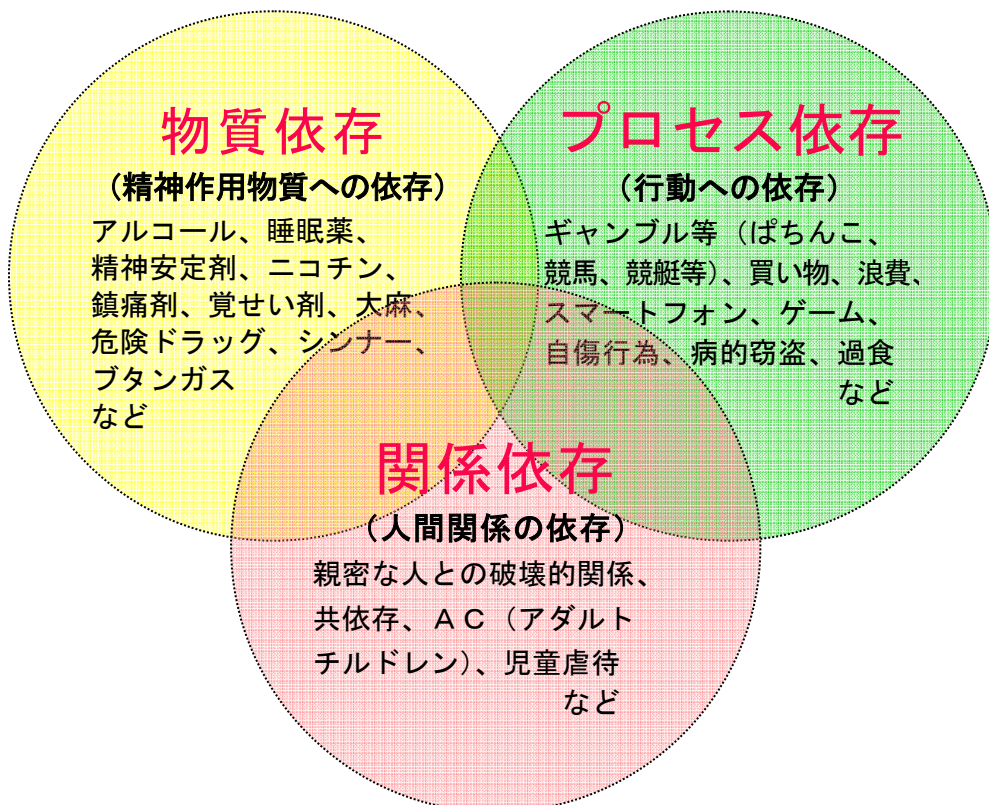 物質依存
(精神作用物質への依存)
アルコール、睡眠薬、
精神安定剤、ニコチン、
鎮痛剤、覚せい剤、大麻、
危険ドラッグ、シンナー、
ブタンガス
など
プロセス依存
(行動への依存)
ギャンブル等(ぱちんこ、
競馬、競艇等)、買い物、浪費、
スマートフォン、ゲーム、
自傷行為、病的窃盗、過食
など
関係依存
(人間関係の依存)
親密な人との破壊的関係、
共依存、AC(アダルト
チルドレン)、児童虐待
など